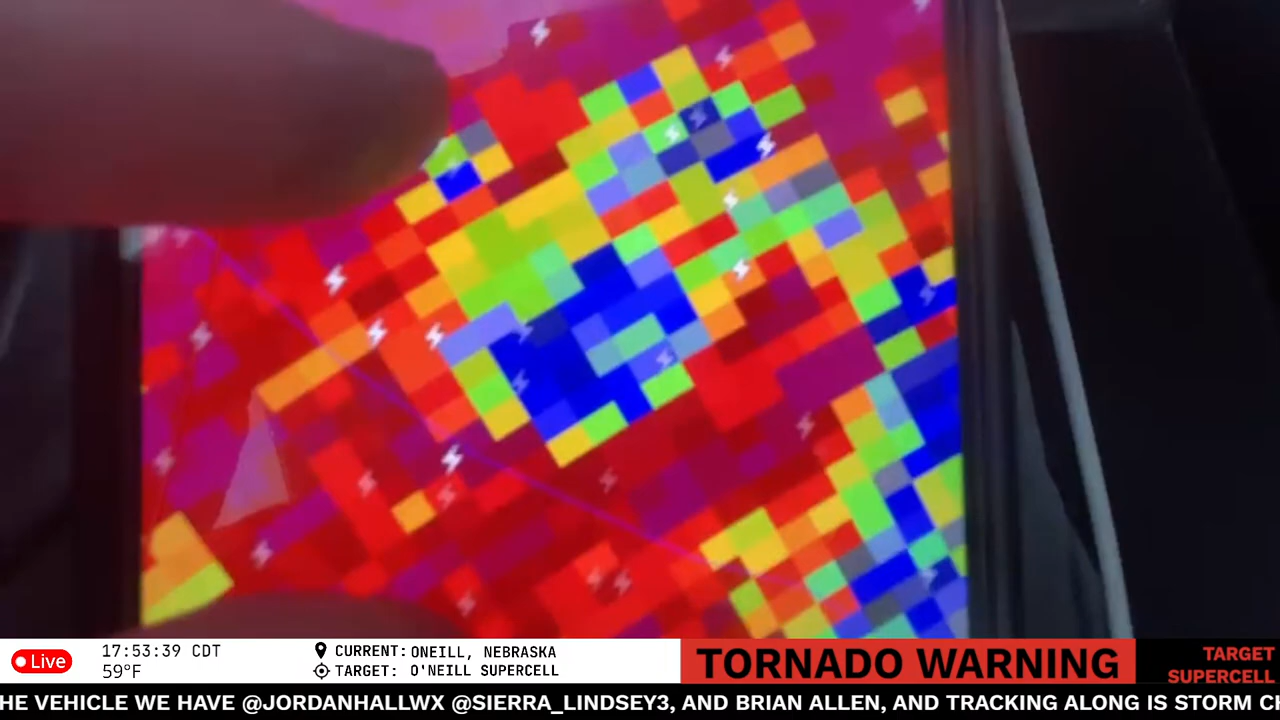 Live
17:53:39 CDT
59°F
CURRENT: ONEILL, NEBRASKA
TARGET: O'NEILL SUPERCELL
TORNADO WARNING
TARGET
SUPERCELL
HE VEHICLE WE HAVE @JORDANHALLWX @SIERRA_LINDSEY3, AND BRIAN ALLEN, AND TRACKING ALONG IS STORM